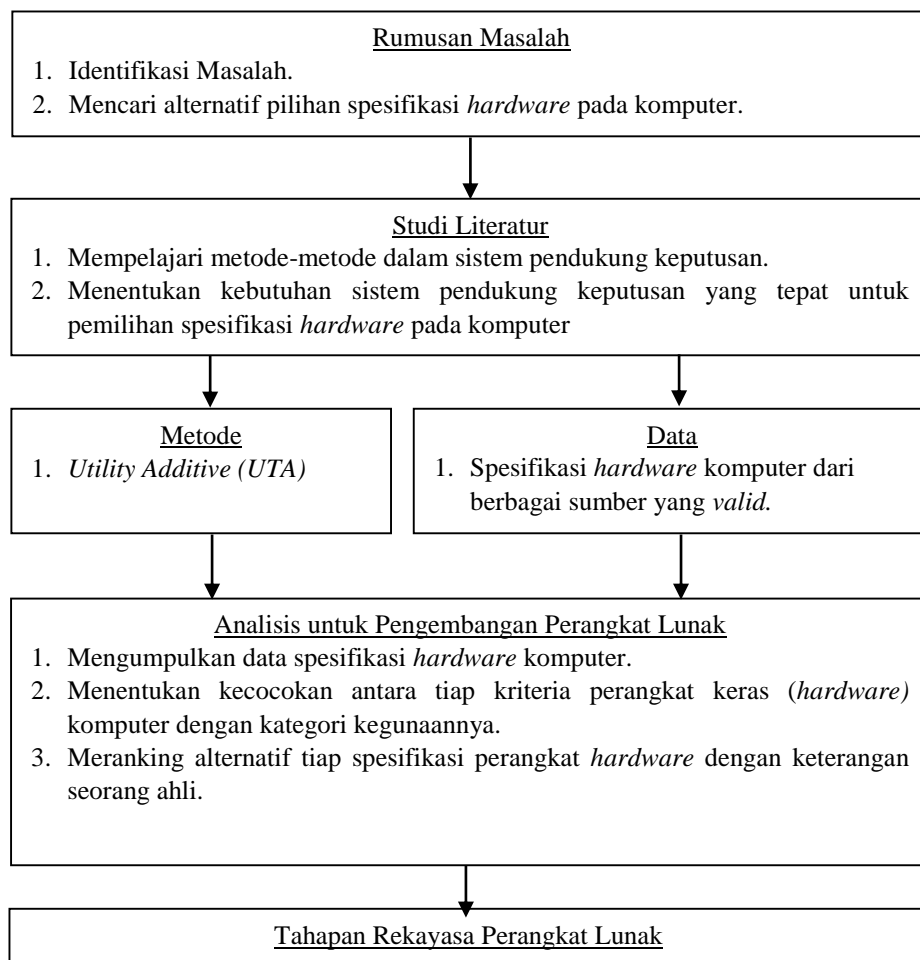 Rumusan Masalah
1. Identifikasi Masalah.
2. Mencari alternatif pilihan spesifikasi hardware pada komputer.
Studi Literatur
1. Mempelajari metode-metode dalam sistem pendukung keputusan.
2. Menentukan kebutuhan sistem pendukung keputusan yang tepat untuk
pemilihan spesifikasi hardware pada komputer
Metode
1. Utility Additive (UTA)
Data
1. Spesifikasi hardware komputer dari
berbagai sumber yang valid.
Analisis untuk Pengembangan Perangkat Lunak
1. Mengumpulkan data spesifikasi hardware komputer.
2. Menentukan kecocokan antara tiap kriteria perangkat keras (hardware)
komputer dengan kategori kegunaannya.
3. Meranking alternatif tiap spesifikasi perangkat hardware dengan keterangan
seorang ahli.
Tahapan Rekayasa Perangkat Lunak